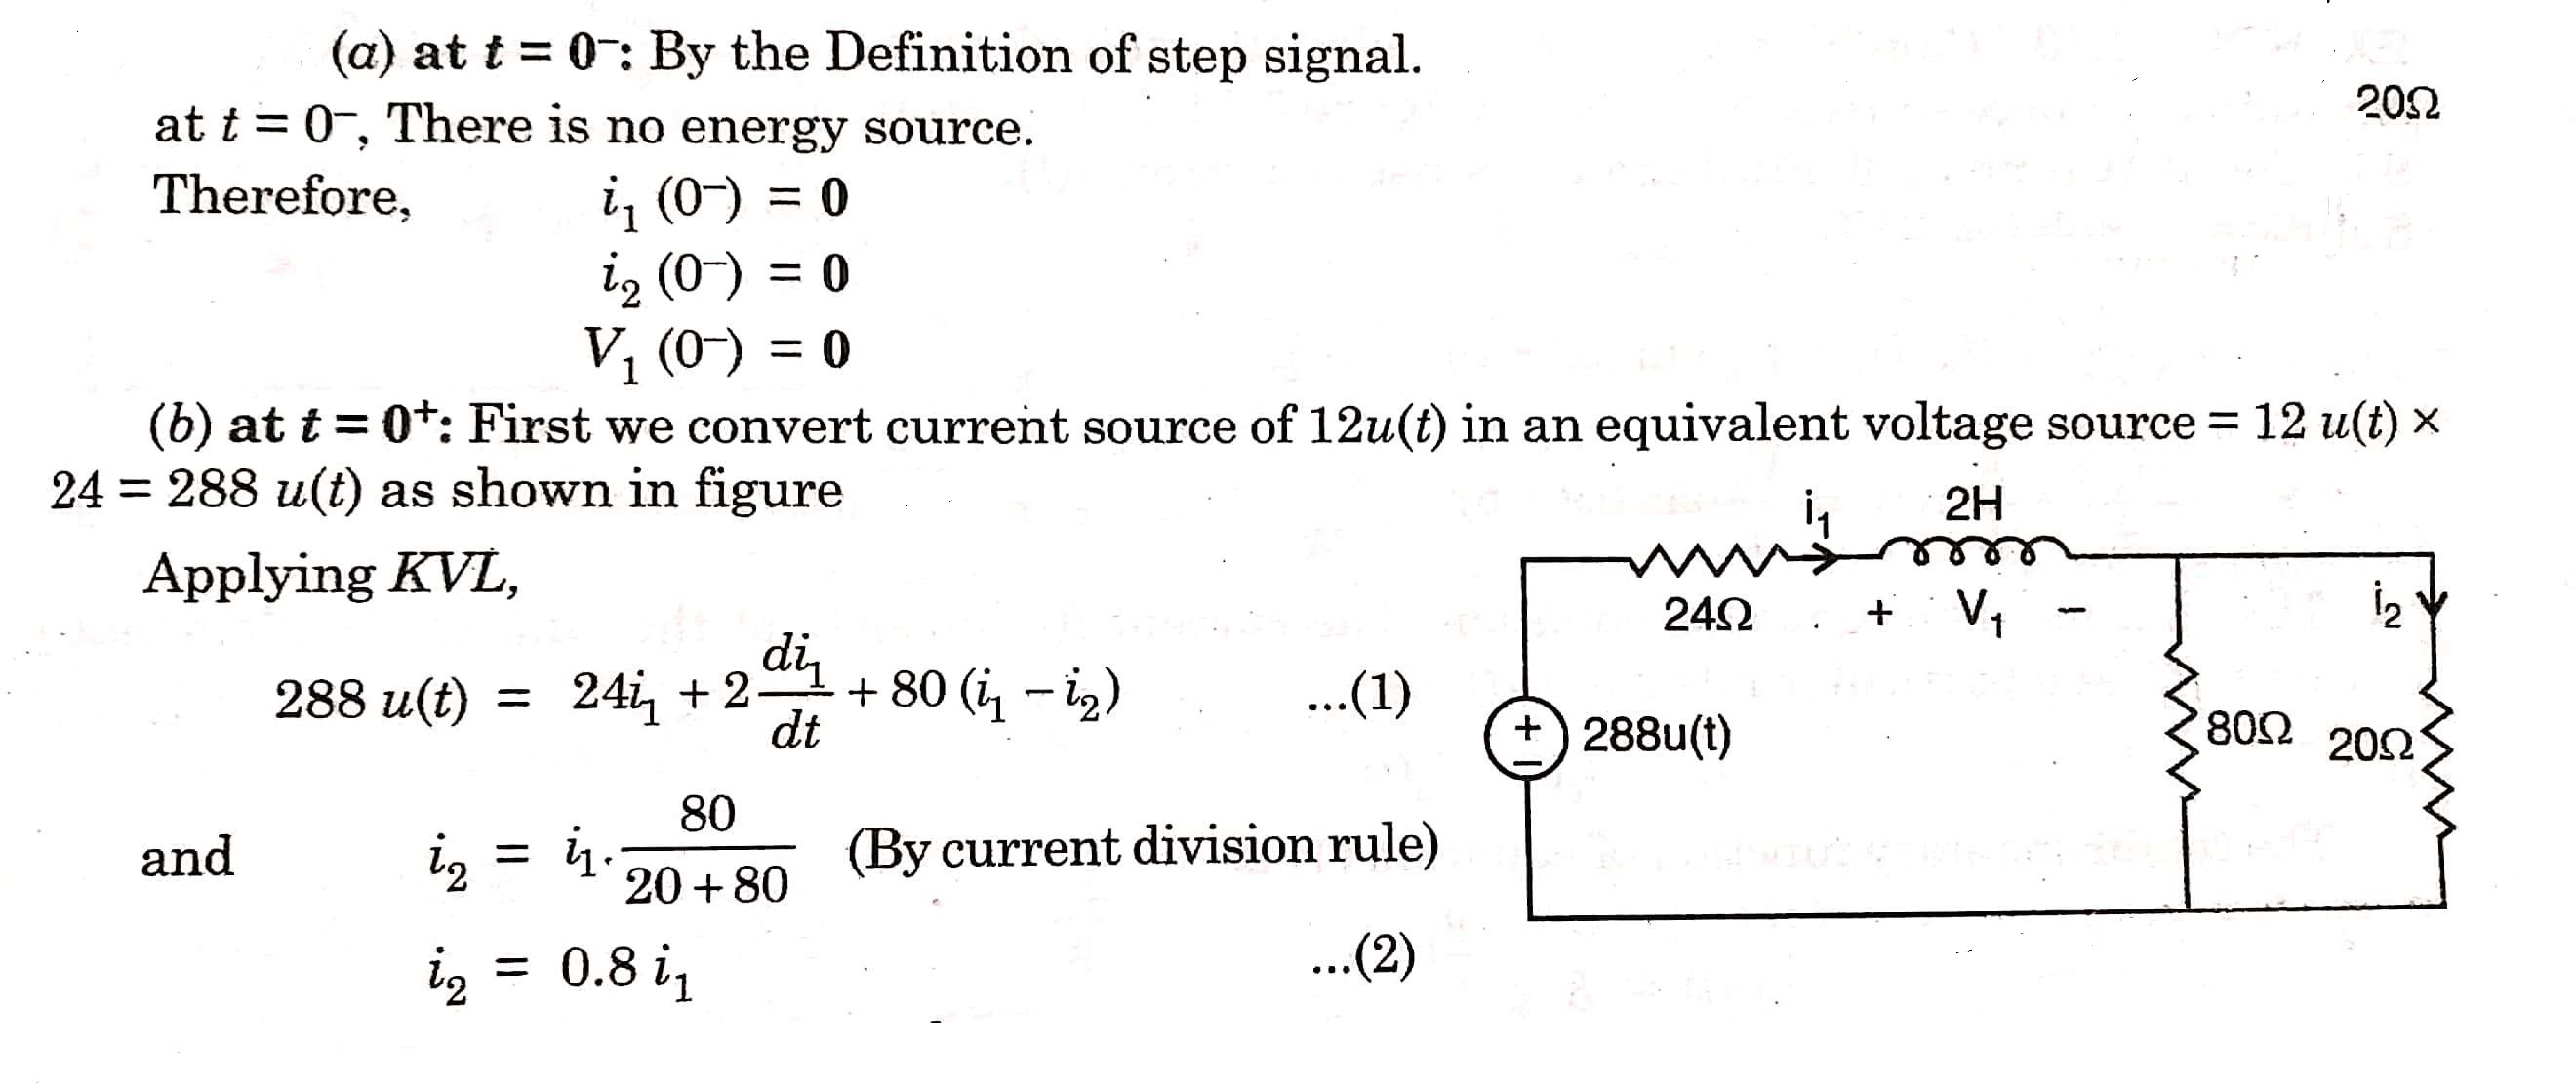 (a) at t = 0⁻: By the Definition of step signal.
20Ω
at t = 0⁻, There is no energy source.
Therefore, i₁ (0⁻) = 0
i₂ (0⁻) = 0
V₁ (0⁻) = 0
(b) at t = 0⁺: First we convert current source of 12u(t) in an equivalent voltage source = 12 u(t) ×
24 = 288 u(t) as shown in figure
Applying KVL,
288 u(t) = 24i₁ + 2 di₁/dt + 80 (i₁ − i₂) ...(1)
and i₂ = i₁. 80/(20 + 80) (By current division rule)
i₂ = 0.8 i₁ ...(2)
i₁
2H
24Ω
+ V₁ −
i₂
+
−
288u(t)
80Ω
20Ω